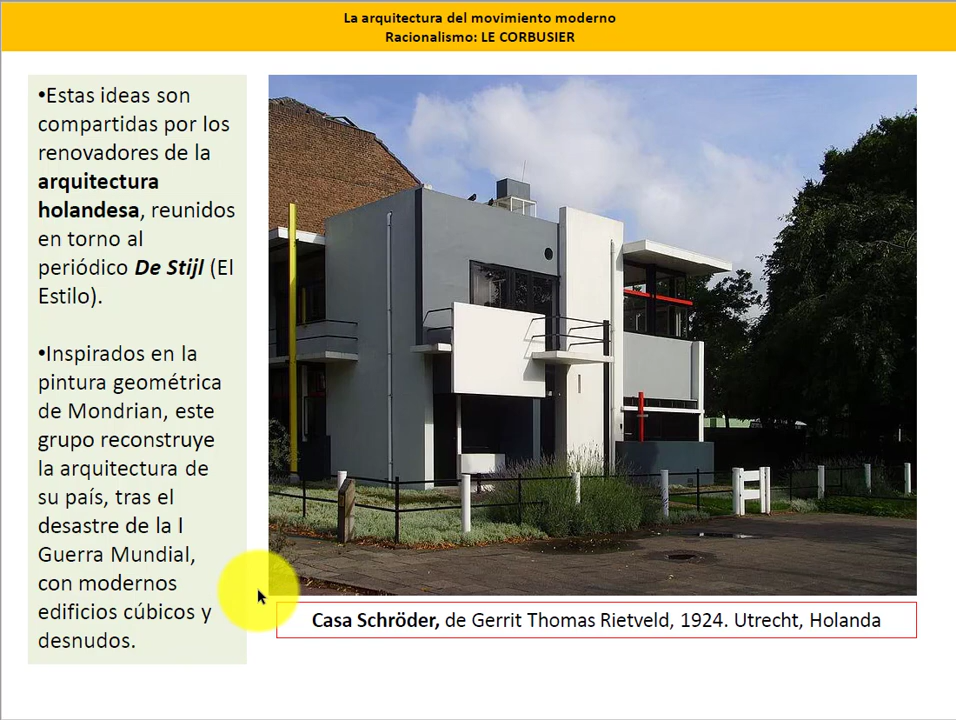 La arquitectura del movimiento moderno
Racionalismo: LE CORBUSIER
•Estas ideas son
compartidas por los
renovadores de la
arquitectura
holandesa, reunidos
en torno al
periódico De Stijl (El
Estilo).
•Inspirados en la
pintura geométrica
de Mondrian, este
grupo reconstruye
la arquitectura de
su país, tras el
desastre de la I
Guerra Mundial,
con modernos
edificios cúbicos y
desnudos.
Casa Schröder, de Gerrit Thomas Rietveld, 1924. Utrecht, Holanda